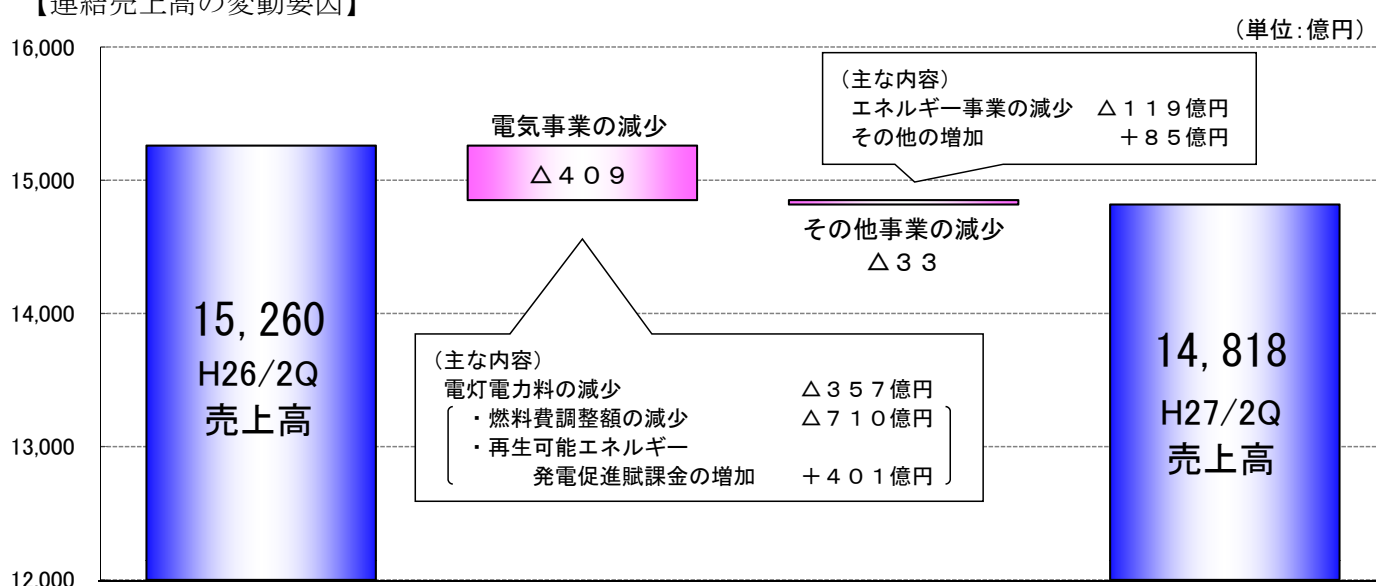 【連結売上高の変動要因】
（単位：億円）
16,000
15,000
14,000
13,000
12,000
15,260
H26/2Q
売上高
電気事業の減少
△４０９
（主な内容）
電灯電力料の減少　△３５７億円
・燃料費調整額の減少　△７１０億円
・再生可能エネルギー
発電促進賦課金の増加　＋４０１億円
（主な内容）
エネルギー事業の減少　△１１９億円
その他の増加　＋８５億円
その他事業の減少
△３３
14,818
H27/2Q
売上高